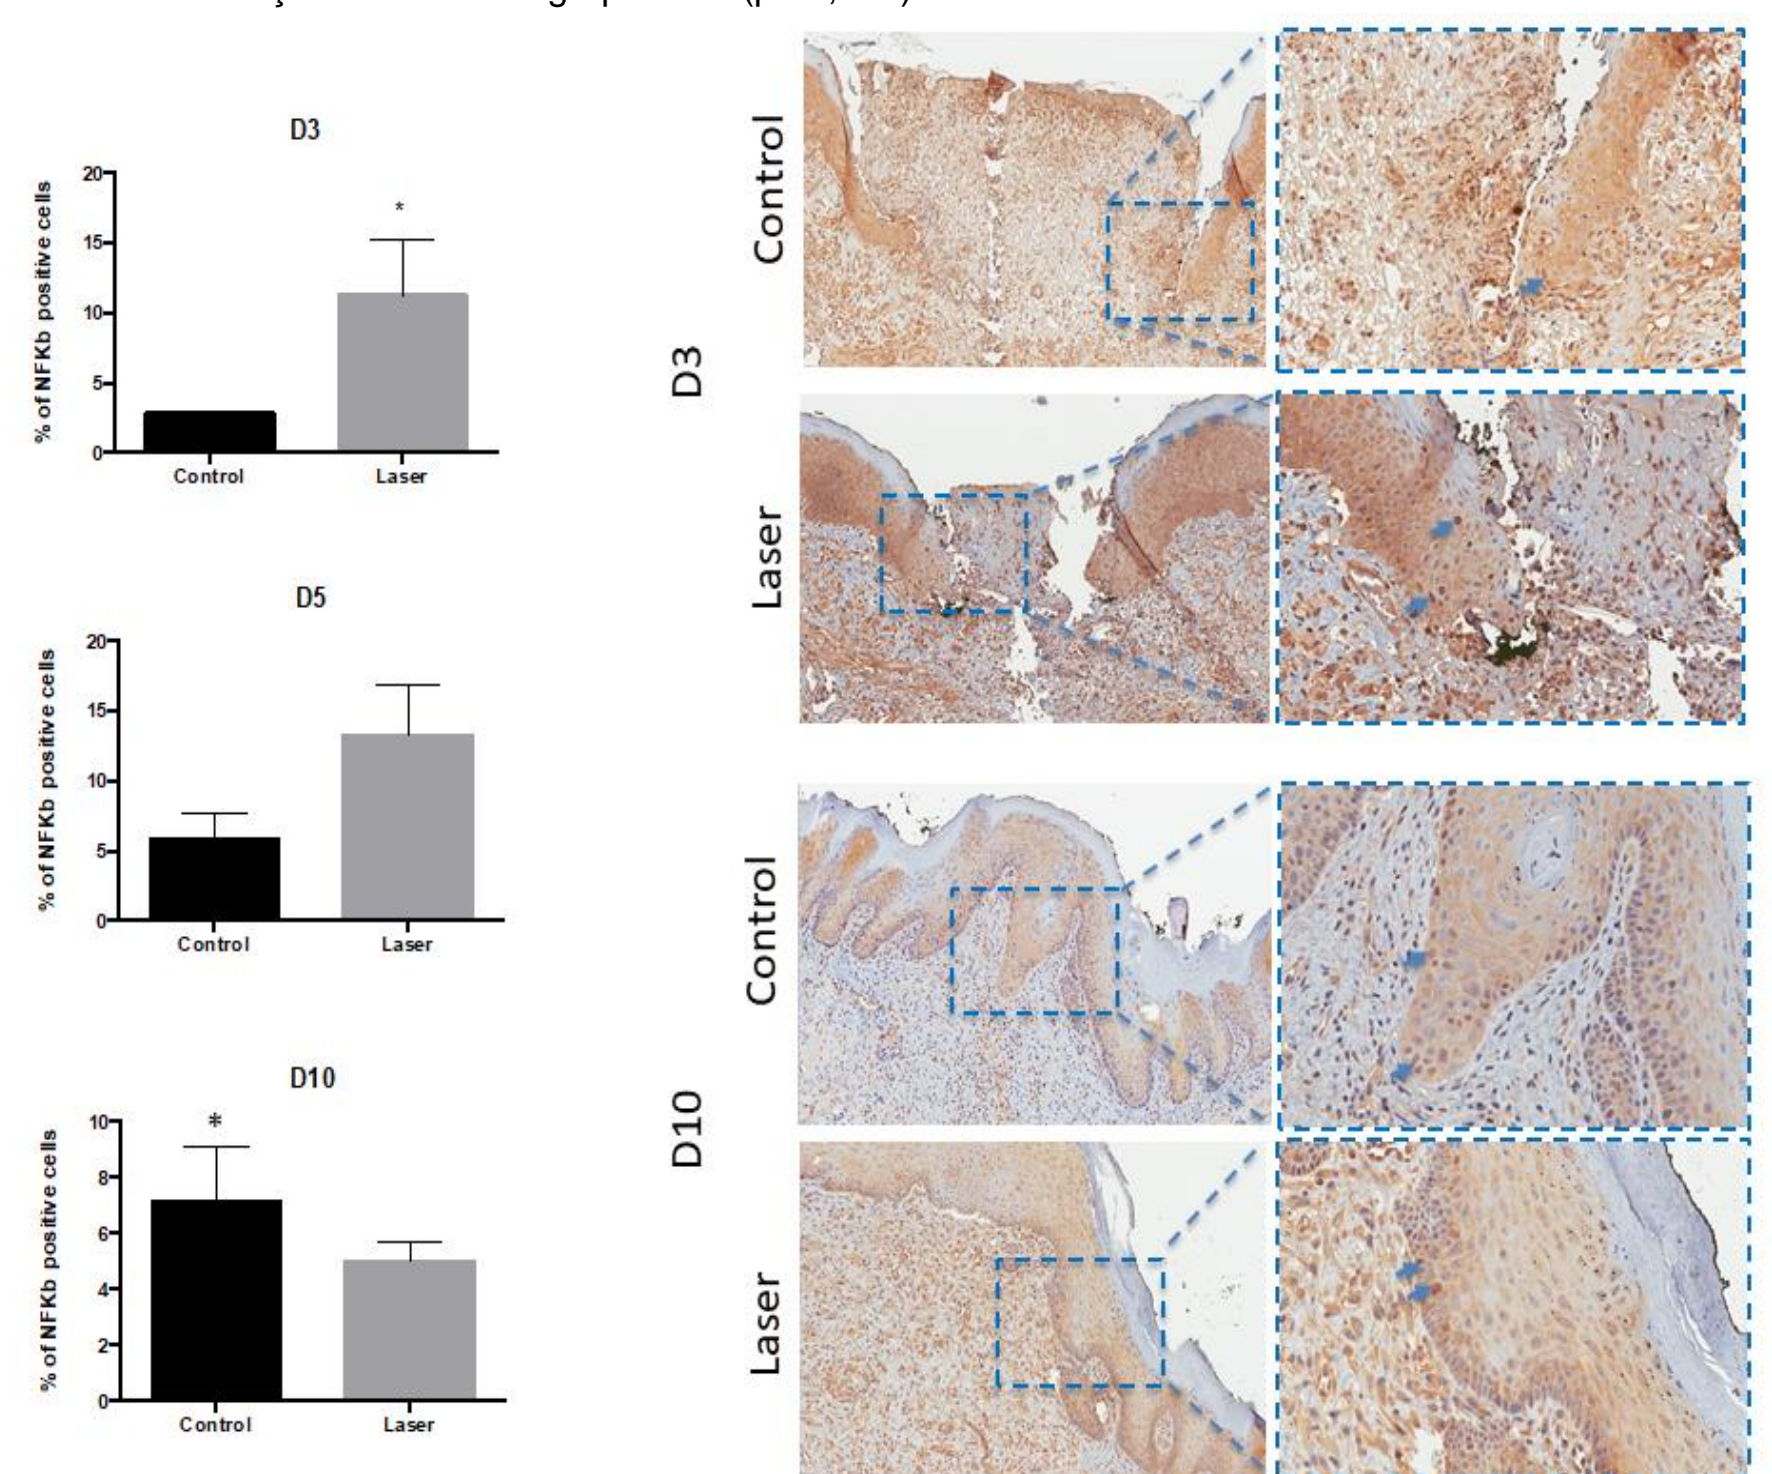 D3
% of NFKb positive cells
20
15
10
5
0
*
Control
Laser
D5
% of NFKb positive cells
20
15
10
5
0
Control
Laser
D10
% of NFKb positive cells
10
8
6
4
2
0
*
Control
Laser
D3
Control
Laser
D10
Control
Laser